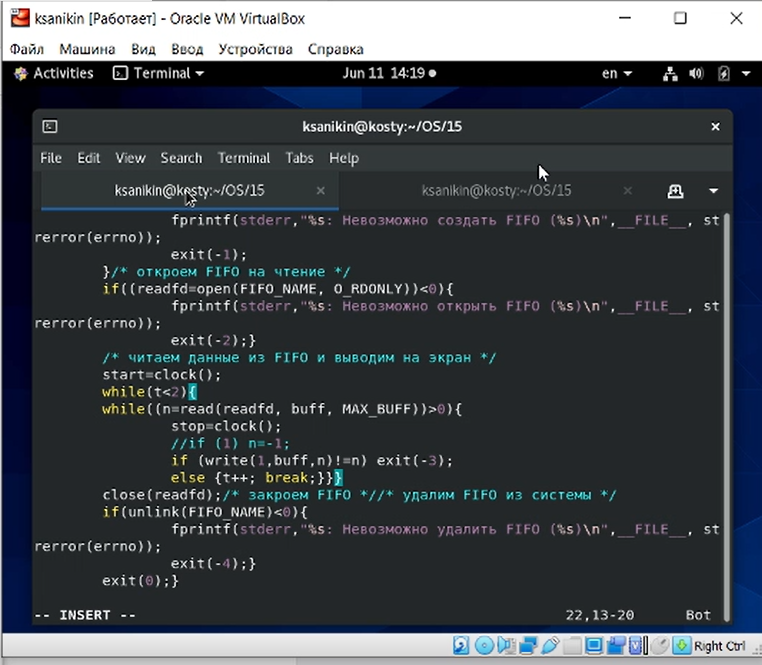 ksanikin [Работает] - Oracle VM VirtualBox
Файл Машина Вид Ввод Устройства Справка
Activities Terminal Jun 11 14:19 en
ksanikin@kosty:~/OS/15
File Edit View Search Terminal Tabs Help
ksanikin@kosty:~/OS/15 ksanikin@kosty:~/OS/15
fprintf(stderr,"%s: Невозможно создать FIFO (%s)\n",__FILE__, st
rerror(errno));
exit(-1);
}/* откроем FIFO на чтение */
if((readfd=open(FIFO_NAME, O_RDONLY))<0){
fprintf(stderr,"%s: Невозможно открыть FIFO (%s)\n",__FILE__, st
rerror(errno));
exit(-2);}
/* читаем данные из FIFO и выводим на экран */
start=clock();
while(t<2){
while((n=read(readfd, buff, MAX_BUFF))>0){
stop=clock();
//if (1) n=-1;
if (write(1,buff,n)!=n) exit(-3);
else {t++; break;}}}
close(readfd);/* закроем FIFO *//* удалим FIFO из системы */
if(unlink(FIFO_NAME)<0){
fprintf(stderr,"%s: Невозможно удалить FIFO (%s)\n",__FILE__, st
rerror(errno));
exit(-4);}
exit(0);}
-- INSERT -- 22,13-20 Bot
Right Ctrl